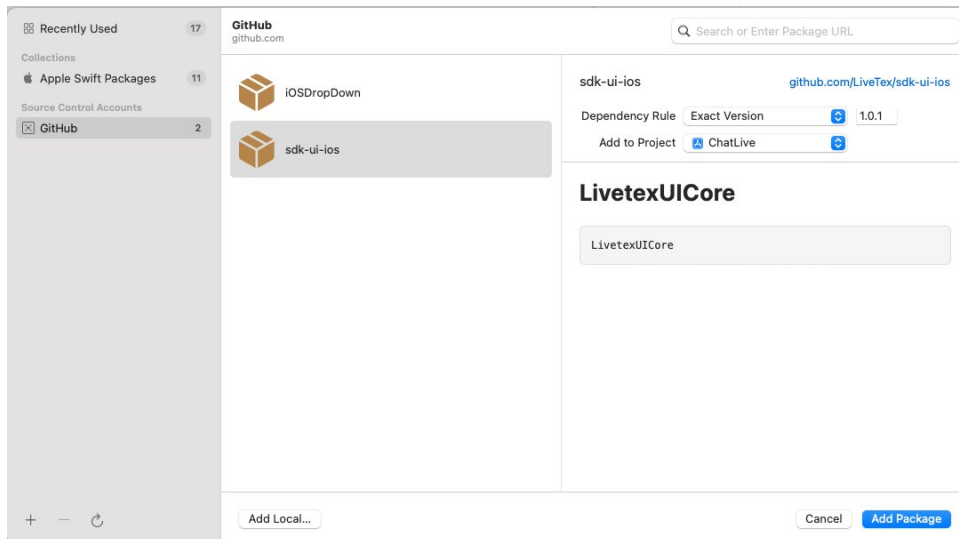 Recently Used 17
Collections
Apple Swift Packages 11
Source Control Accounts
GitHub 2
GitHub
github.com
Search or Enter Package URL
iOSDropDown
sdk-ui-ios
sdk-ui-ios github.com/LiveTex/sdk-ui-ios
Dependency Rule Exact Version 1.0.1
Add to Project ChatLive
LivetexUICore
LivetexUICore
Add Local...
Cancel Add Package